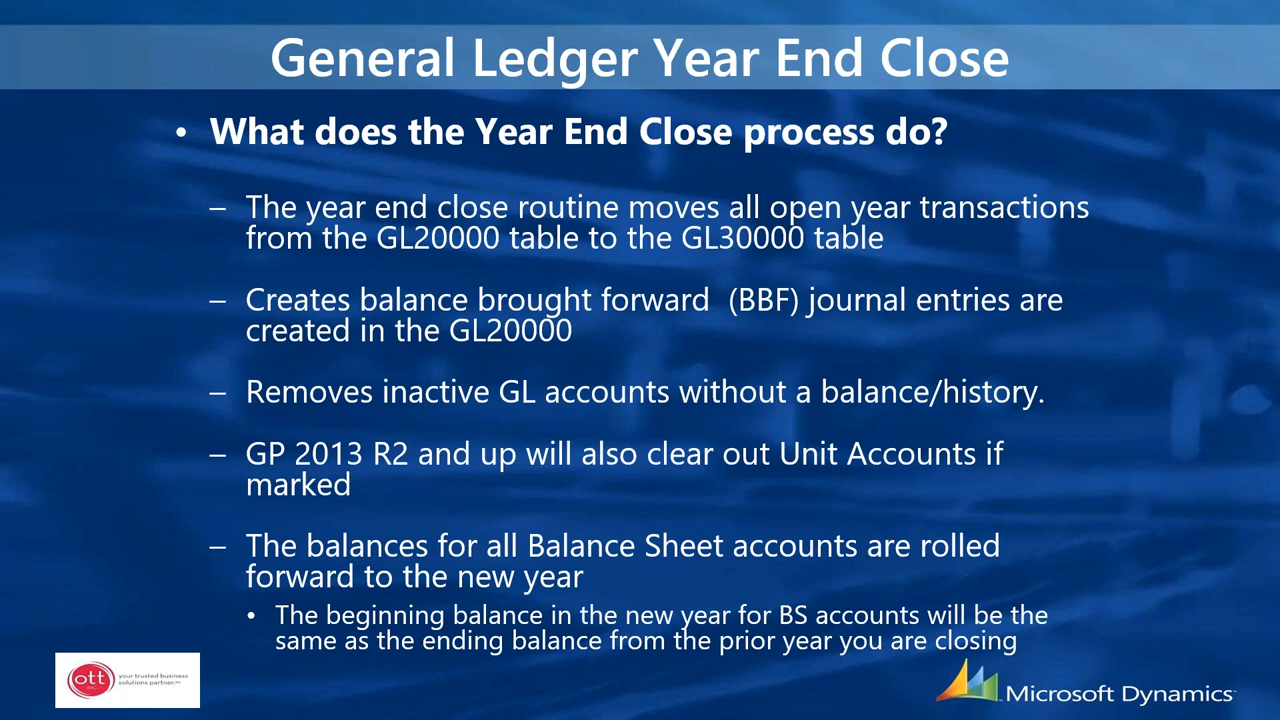 General Ledger Year End Close
• What does the Year End Close process do?
– The year end close routine moves all open year transactions
from the GL20000 table to the GL30000 table
– Creates balance brought forward  (BBF) journal entries are
created in the GL20000
– Removes inactive GL accounts without a balance/history.
– GP 2013 R2 and up will also clear out Unit Accounts if
marked
– The balances for all Balance Sheet accounts are rolled
forward to the new year
• The beginning balance in the new year for BS accounts will be the
same as the ending balance from the prior year you are closing
ott
INC.
your trusted business
solutions partner.™
Microsoft Dynamics™